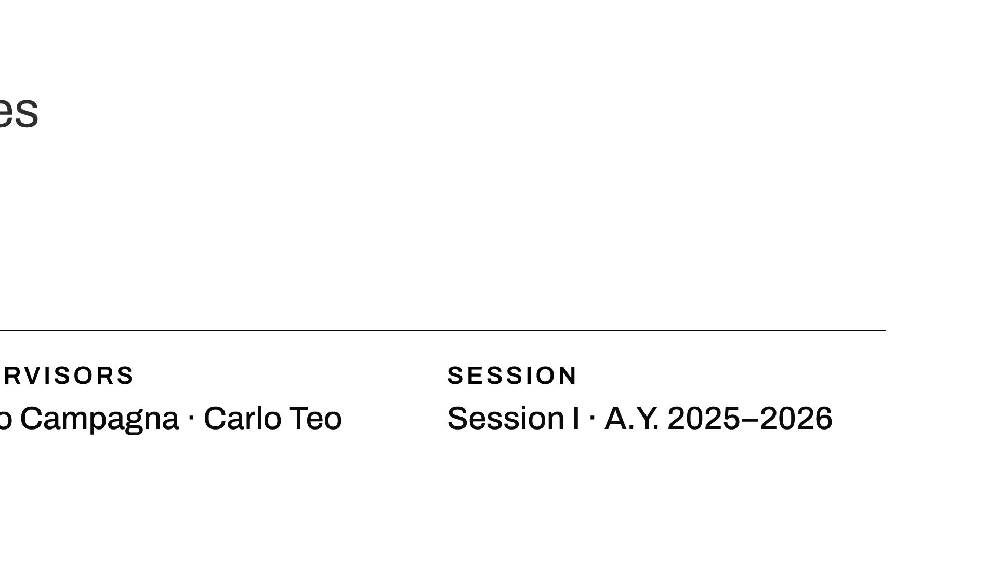 es
RVISORS
o Campagna · Carlo Teo
SESSION
Session I · A.Y. 2025–2026